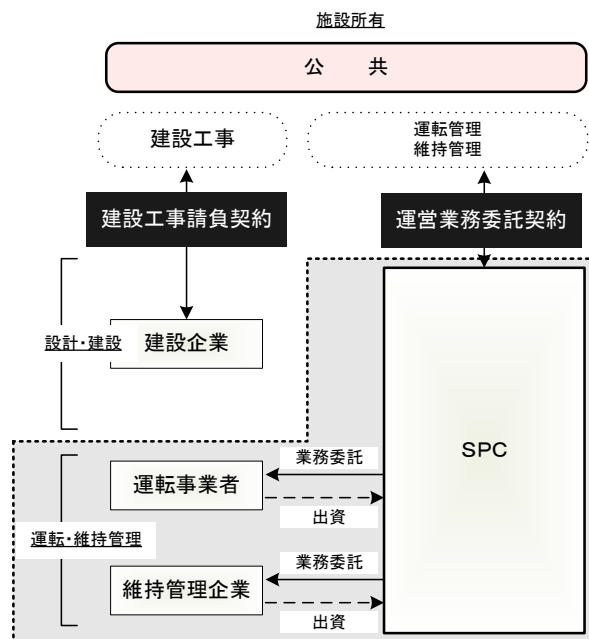 施設所有
公　　共
建設工事
運転管理
維持管理
建設工事請負契約
運営業務委託契約
設計・建設
建設企業
SPC
業務委託
運転事業者
出資
運転・維持管理
業務委託
維持管理企業
出資